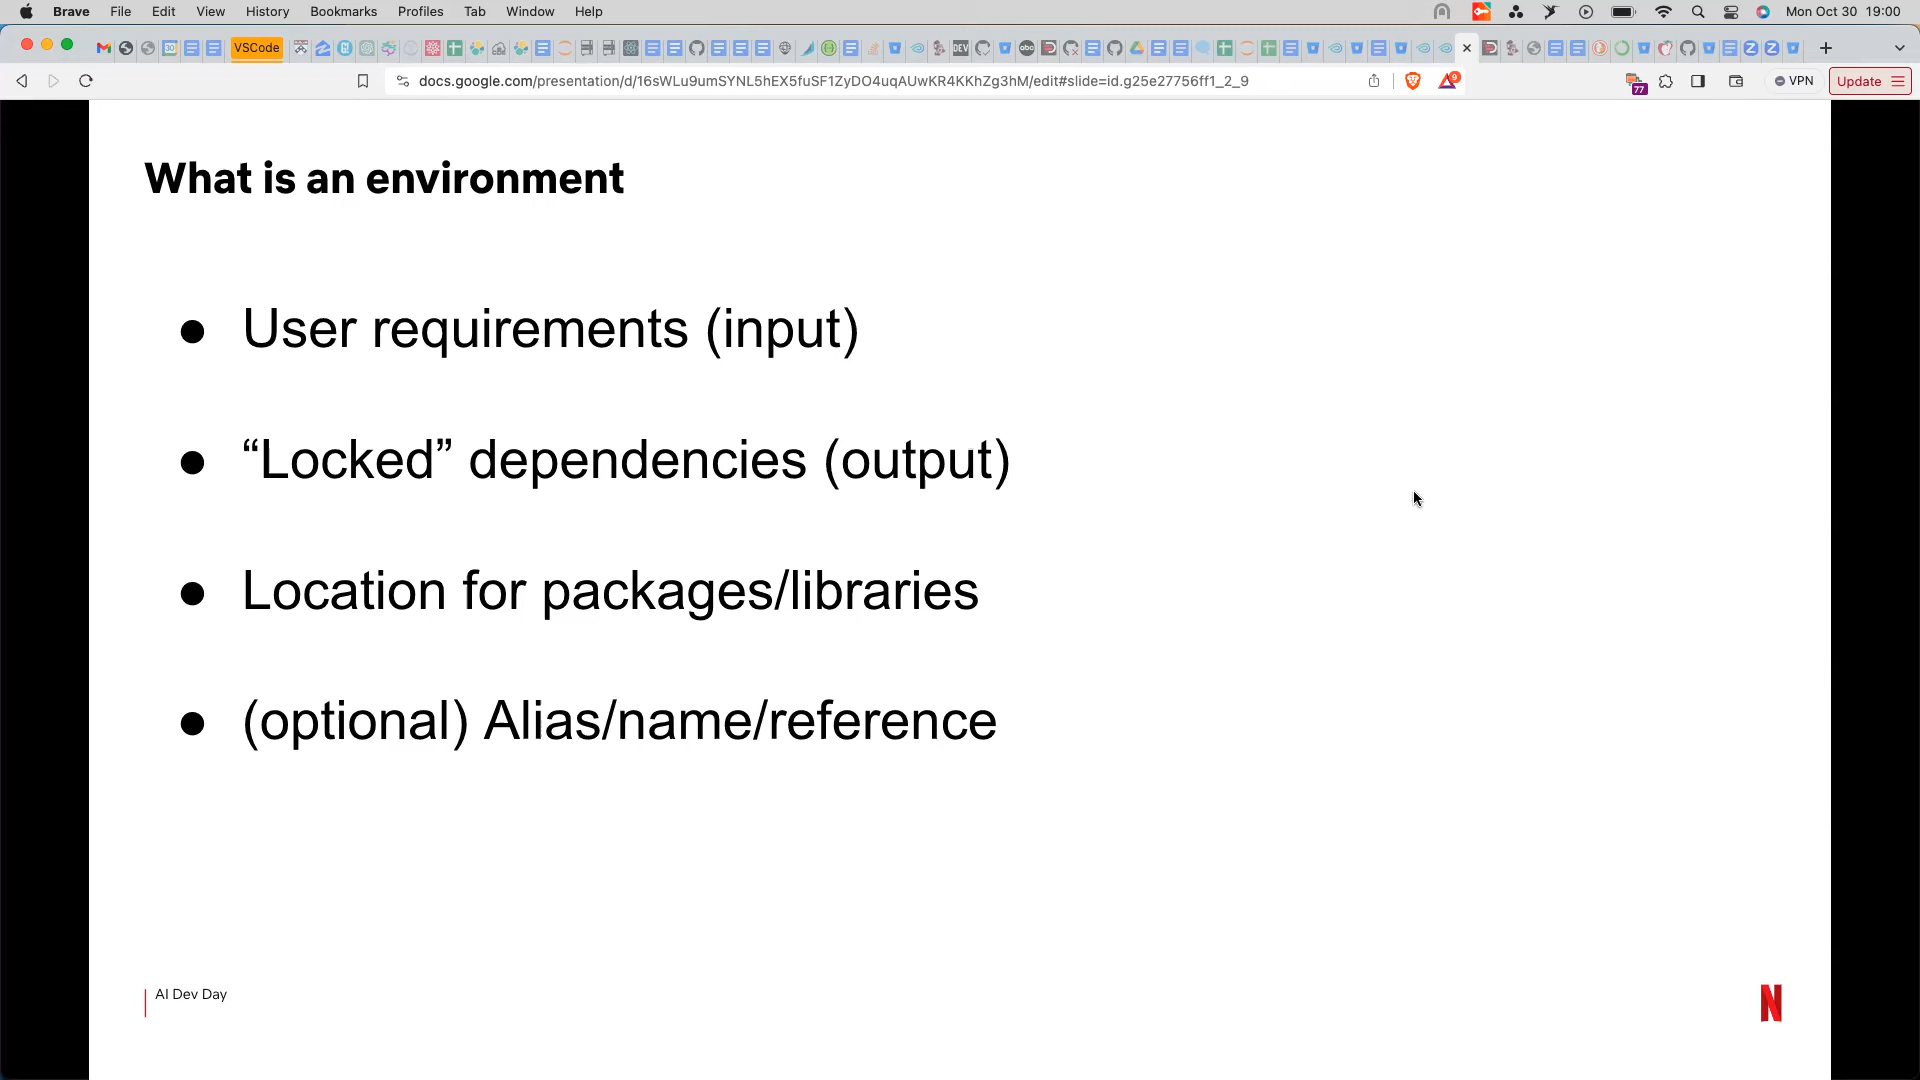 Brave File Edit View History Bookmarks Profiles Tab Window Help Mon Oct 30 19:00
VSCode
docs.google.com/presentation/d/16sWLu9umSYNL5hEX5fuSF1ZyDO4uqAUwKR4KKhZg3hM/edit#slide=id.g25e27756ff1_2_9 9 77 VPN Update
What is an environment
● User requirements (input)
● “Locked” dependencies (output)
● Location for packages/libraries
● (optional) Alias/name/reference
AI Dev Day
N